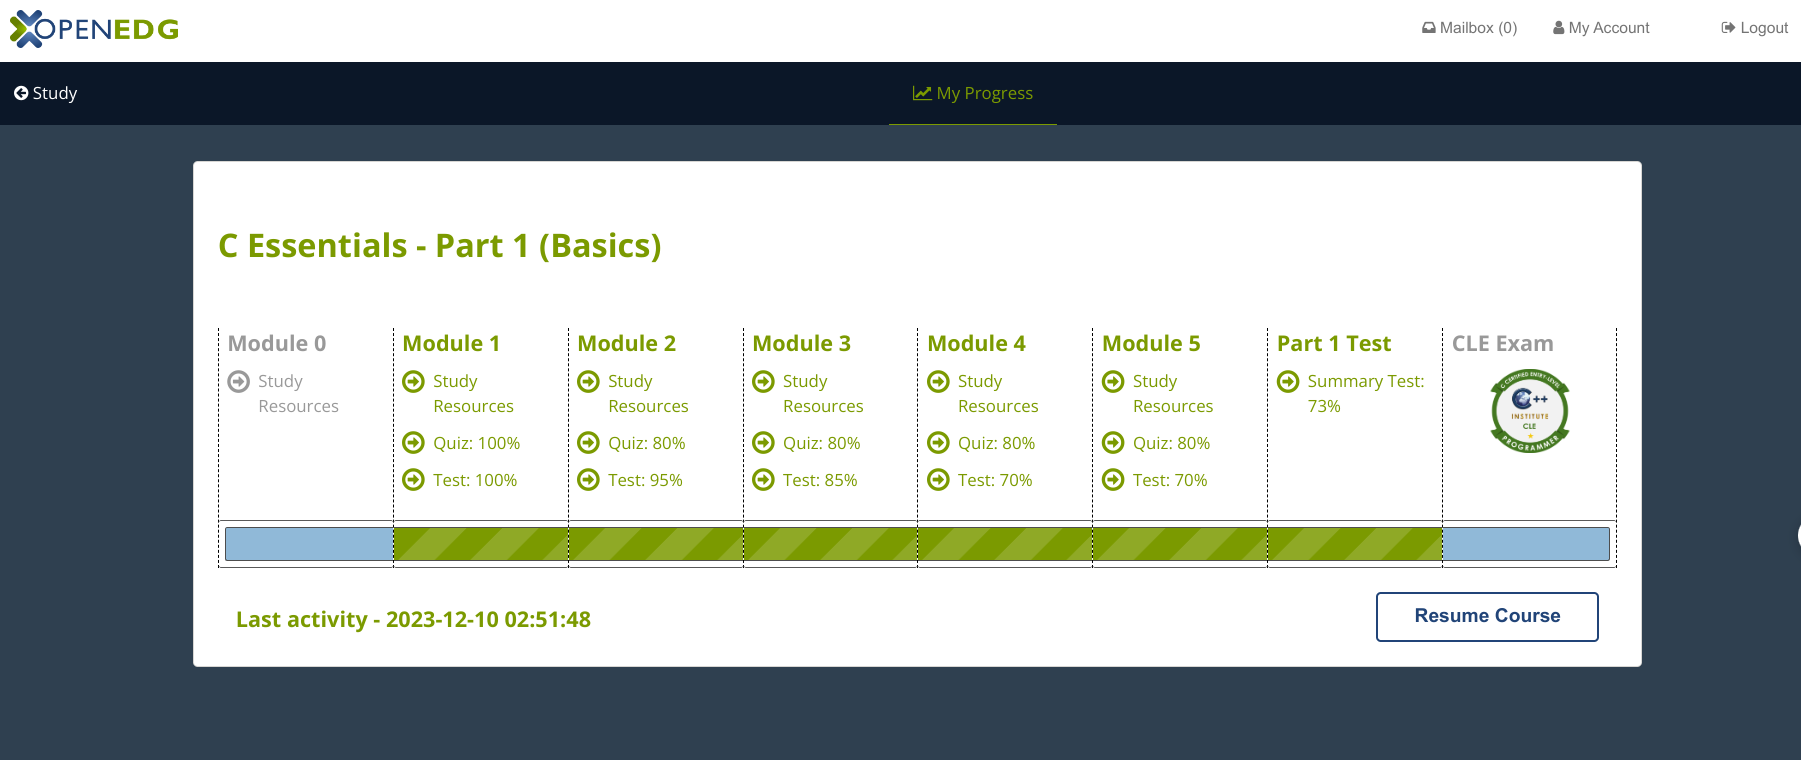 OPENEDG
Mailbox (0)
My Account
Logout
Study
My Progress
C Essentials - Part 1 (Basics)
Module 0
Study
Resources
Module 1
Study
Resources
Quiz: 100%
Test: 100%
Module 2
Study
Resources
Quiz: 80%
Test: 95%
Module 3
Study
Resources
Quiz: 80%
Test: 85%
Module 4
Study
Resources
Quiz: 80%
Test: 70%
Module 5
Study
Resources
Quiz: 80%
Test: 70%
Part 1 Test
Summary Test:
73%
CLE Exam
C CERTIFIED ENTRY-LEVEL
C++
INSTITUTE
CLE
PROGRAMMER
Last activity - 2023-12-10 02:51:48
Resume Course